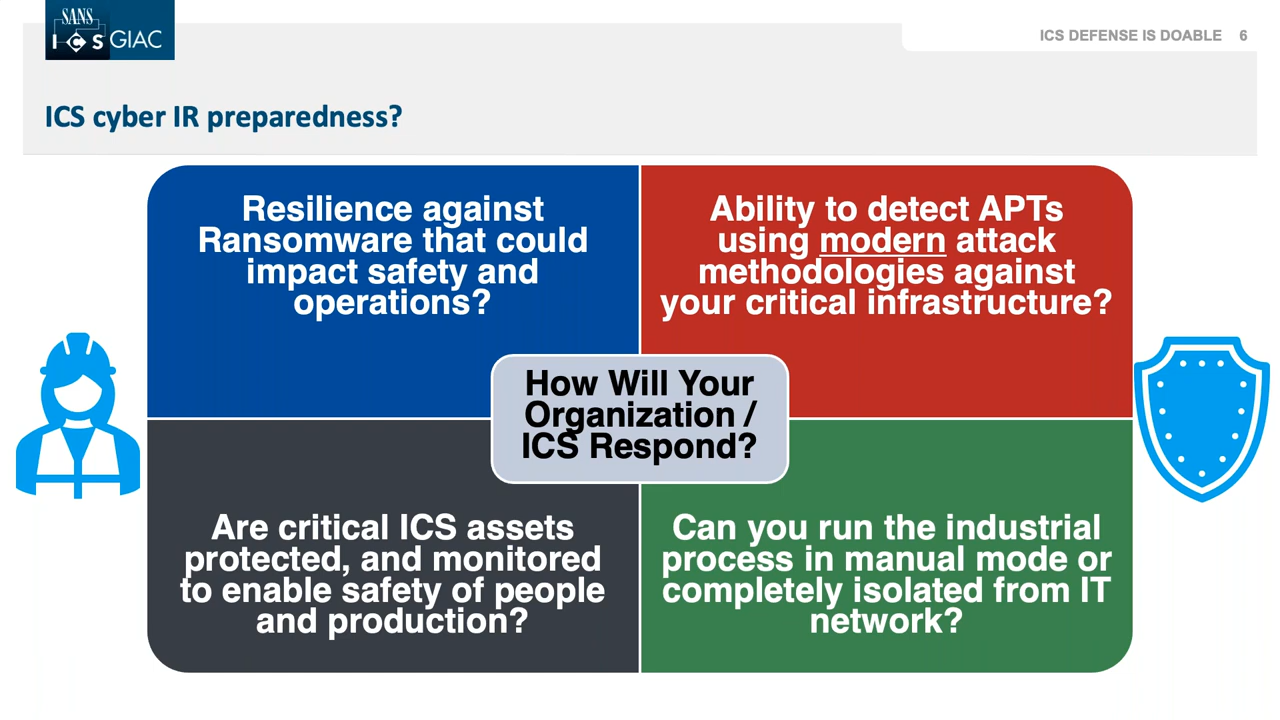 SANS
ICS GIAC
ICS DEFENSE IS DOABLE 6
ICS cyber IR preparedness?
Resilience against
Ransomware that could
impact safety and
operations?
Ability to detect APTs
using modern attack
methodologies against
your critical infrastructure?
How Will Your
Organization /
ICS Respond?
Are critical ICS assets
protected, and monitored
to enable safety of people
and production?
Can you run the industrial
process in manual mode or
completely isolated from IT
network?